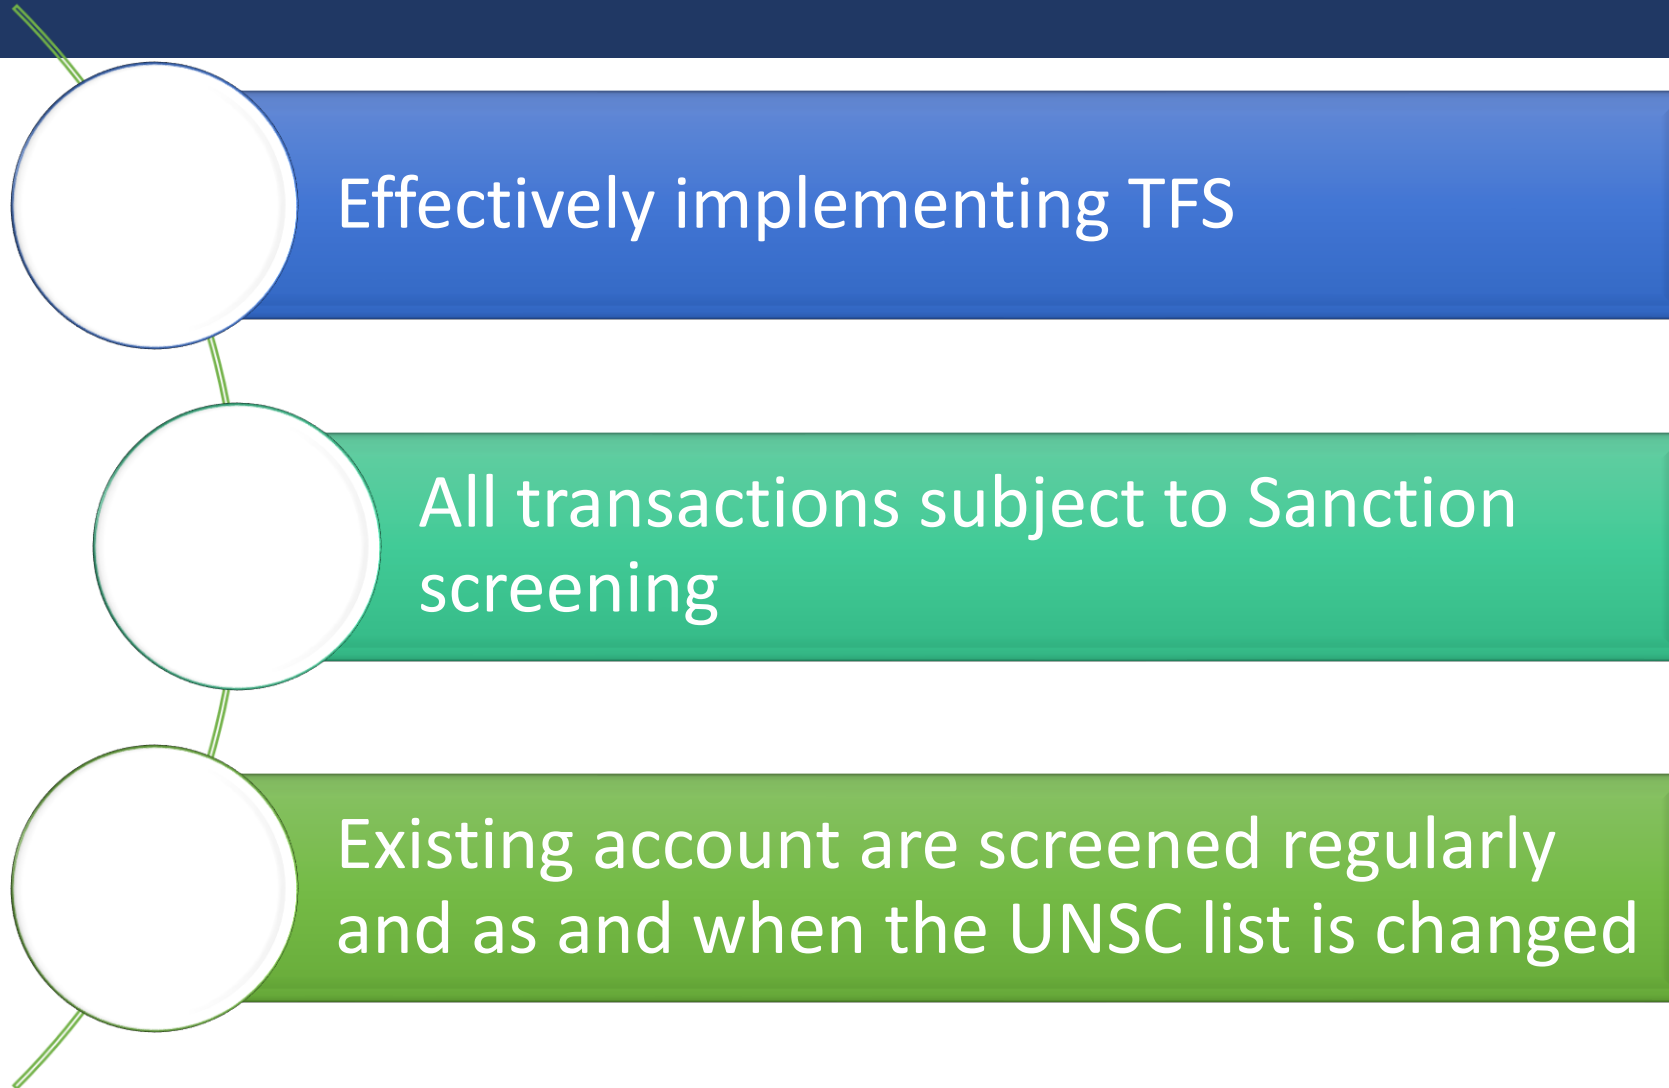 Effectively implementing TFS
All transactions subject to Sanction
screening
Existing account are screened regularly
and as and when the UNSC list is changed